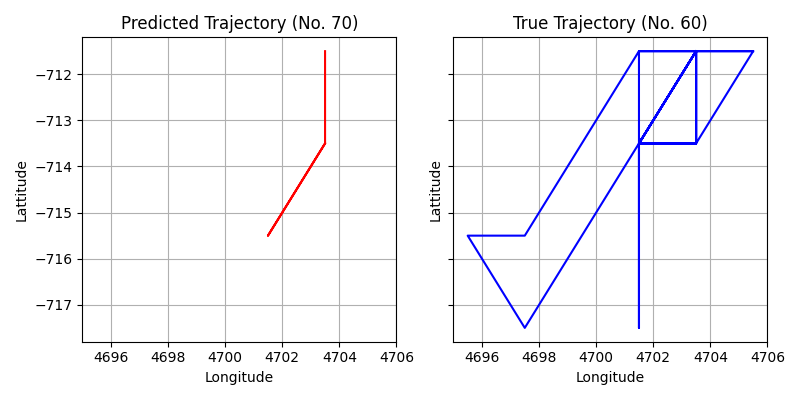 Predicted Trajectory (No. 70)
True Trajectory (No. 60)
−712
−713
−714
−715
−716
−717
Lattitude
Lattitude
4696 4698 4700 4702 4704 4706
4696 4698 4700 4702 4704 4706
Longitude
Longitude